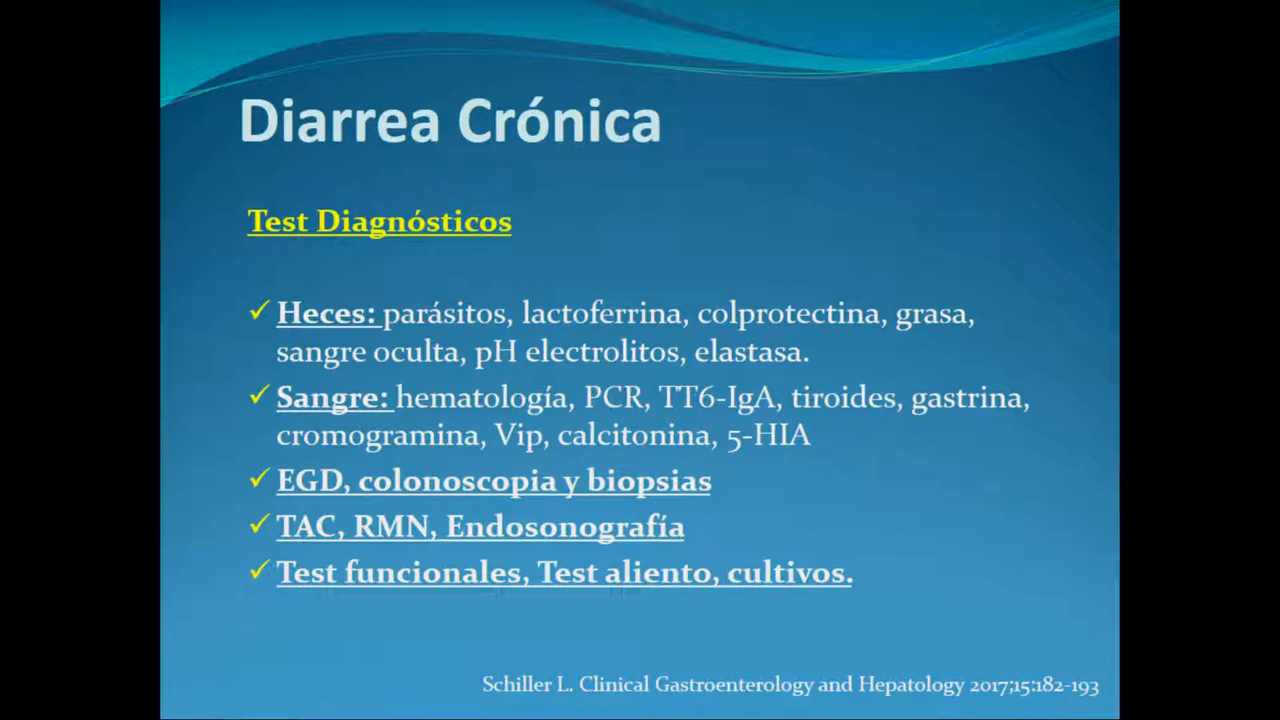 Diarrea Crónica
Test Diagnósticos
✓ Heces: parásitos, lactoferrina, colprotectina, grasa,
sangre oculta, pH electrolitos, elastasa.
✓ Sangre: hematología, PCR, TT6-IgA, tiroides, gastrina,
cromogramina, Vip, calcitonina, 5-HIA
✓ EGD, colonoscopia y biopsias
✓ TAC, RMN, Endosonografía
✓ Test funcionales, Test aliento, cultivos.
Schiller L. Clinical Gastroenterology and Hepatology 2017;15:182-193